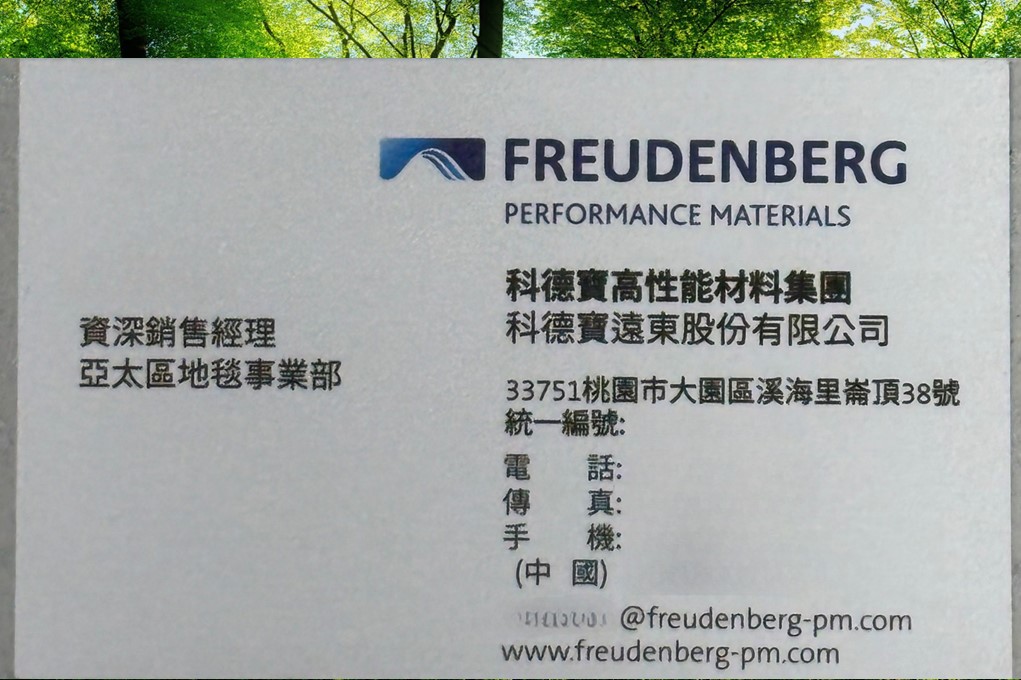 FREUDENBERG
PERFORMANCE MATERIALS
科德寶高性能材料集團
科德寶遠東股份有限公司
資深銷售經理
亞太區地毯事業部
33751桃園市大園區溪海里崙頂38號
統一編號:
電 話:
傳 真:
手 機:
(中 國)
@freudenberg-pm.com
www.freudenberg-pm.com